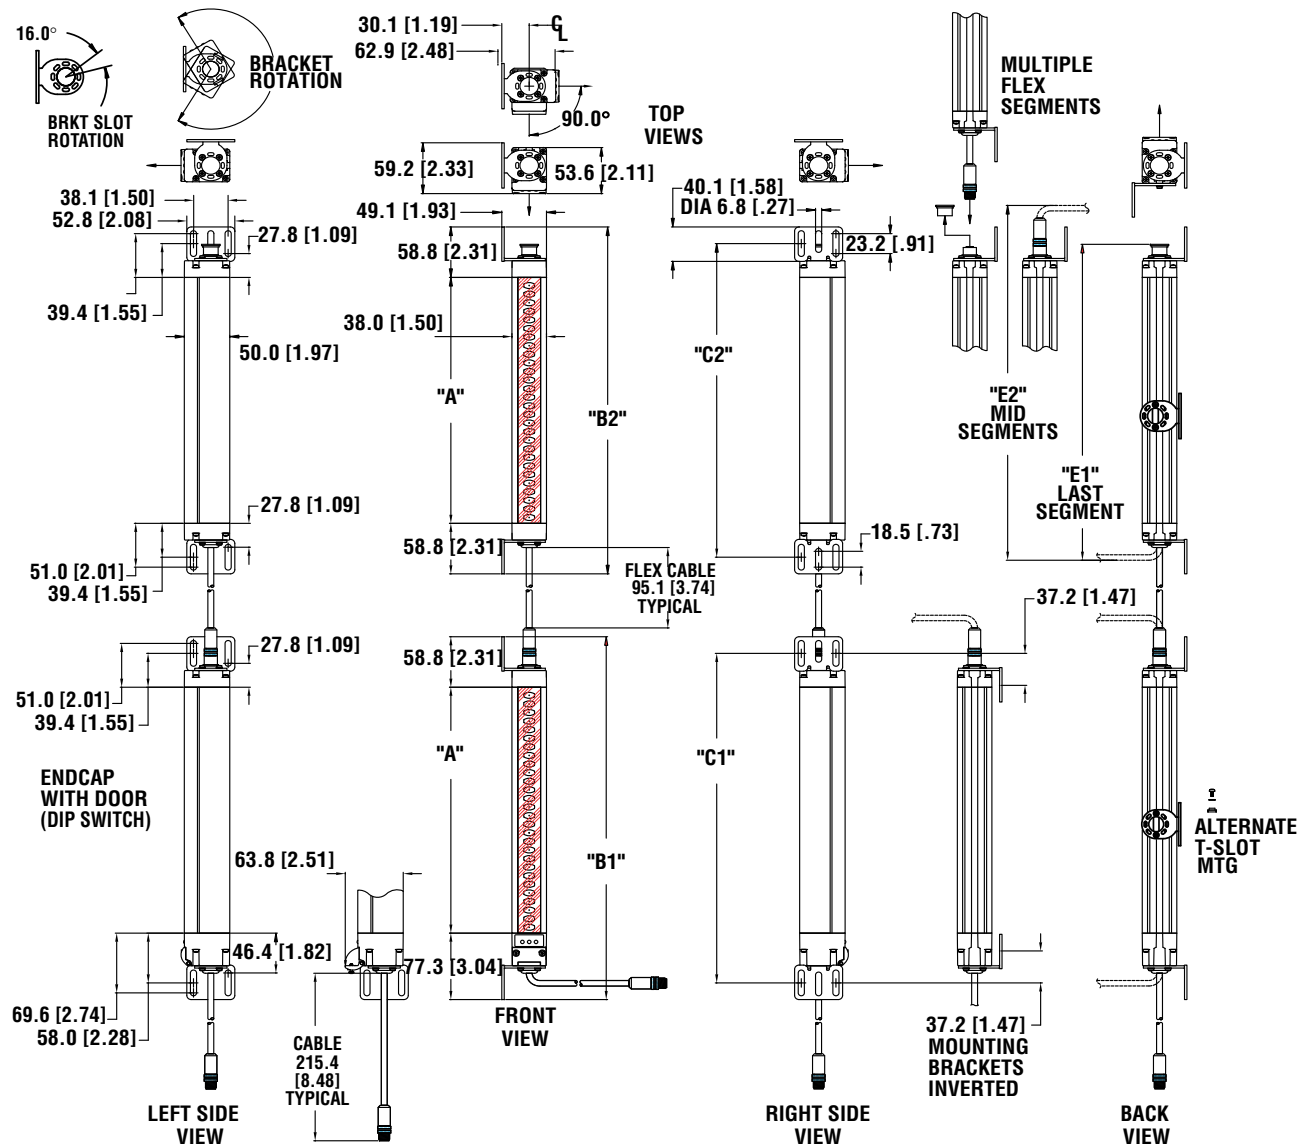 16.0°
BRKT SLOT
ROTATION
BRACKET
ROTATION
30.1 [1.19]
CL
62.9 [2.48]
90.0°
TOP
VIEWS
MULTIPLE
FLEX
SEGMENTS
59.2 [2.33]
53.6 [2.11]
38.1 [1.50]
52.8 [2.08]
27.8 [1.09]
49.1 [1.93]
58.8 [2.31]
40.1 [1.58]
DIA 6.8 [.27]
23.2 [.91]
39.4 [1.55]
50.0 [1.97]
38.0 [1.50]
"A"
"B2"
"C2"
"E2"
MID
SEGMENTS
"E1"
LAST
SEGMENT
27.8 [1.09]
51.0 [2.01]
39.4 [1.55]
58.8 [2.31]
FLEX CABLE
95.1 [3.74]
TYPICAL
18.5 [.73]
37.2 [1.47]
27.8 [1.09]
51.0 [2.01]
39.4 [1.55]
58.8 [2.31]
"A"
"B1"
"C1"
ENDCAP
WITH DOOR
(DIP SWITCH)
63.8 [2.51]
ALTERNATE
T-SLOT
MTG
46.4 [1.82]
77.3 [3.04]
69.6 [2.74]
58.0 [2.28]
CABLE
215.4
[8.48]
TYPICAL
FRONT
VIEW
37.2 [1.47]
MOUNTING
BRACKETS
INVERTED
LEFT SIDE
VIEW
RIGHT SIDE
VIEW
BACK
VIEW